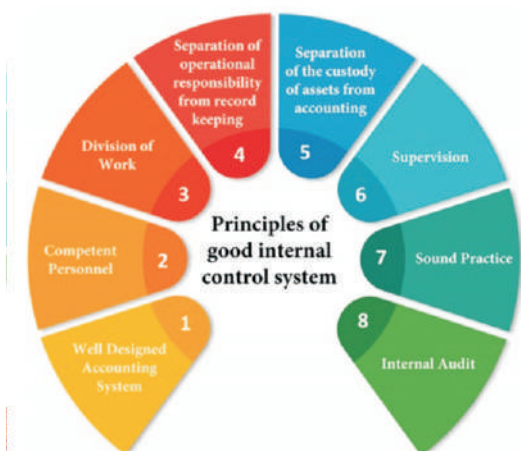 Principles of
good internal
control system
1
Well Designed
Accounting
System
2
Competent
Personnel
3
Division of
Work
4
Separation of
operational
responsibility
from record
keeping
5
Separation
of the custody
of assets from
accounting
6
Supervision
7
Sound Practice
8
Internal Audit